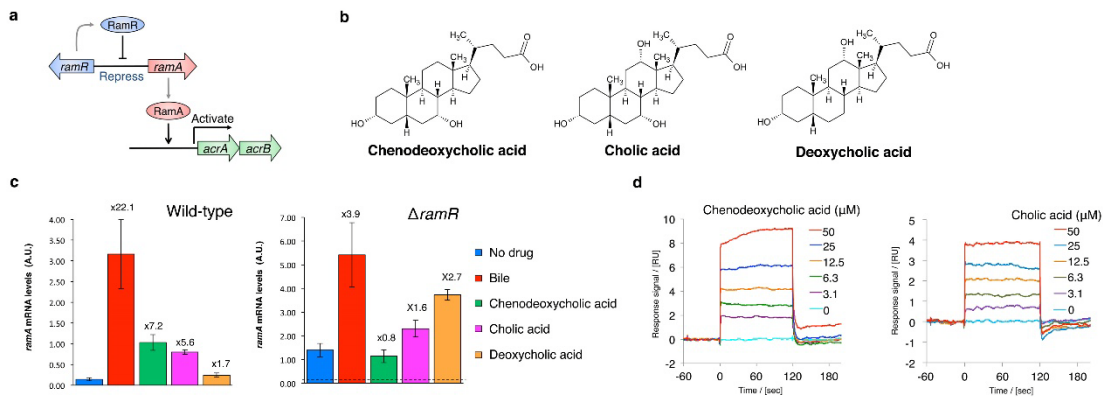 a
RamR
ramR
Repress
ramA
RamA
Activate
acrA
acrB
b
H₃C
O
OH
CH₃
CH₃
H
H
H
HO
OH
H
Chenodeoxycholic acid
H₃C
O
OH
OH
CH₃
CH₃
H
H
H
HO
OH
H
Cholic acid
H₃C
O
OH
OH
CH₃
CH₃
H
H
H
HO
H
Deoxycholic acid
c
Wild-type
ramA mRNA levels (A.U.)
4.00
3.50
3.00
2.50
2.00
1.50
1.00
0.50
0.00
x22.1
x7.2
x5.6
x1.7
ΔramR
ramA mRNA levels (A.U.)
7.00
6.00
5.00
4.00
3.00
2.00
1.00
0.00
x3.9
x0.8
X1.6
X2.7
No drug
Bile
Chenodeoxycholic acid
Cholic acid
Deoxycholic acid
d
Chenodeoxycholic acid (μM)
Response signal / [RU]
10
8
6
4
2
0
-2
50
25
12.5
6.3
3.1
0
-60
0
60
120
180
Time / [sec]
Cholic acid (μM)
Response signal / [RU]
5
4
3
2
1
0
-1
-2
50
25
12.5
6.3
3.1
0
-60
0
60
120
180
Time / [sec]